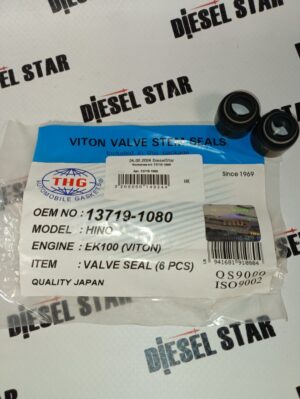 DIESEL STAR
DIESEL STAR
VITON VALVE STEM SEALS
THG
AUTOMOBILE GASKETS
Since 1969
OEM NO : 13719-1080
MODEL : HINO
ENGINE : EK100 (VITON)
ITEM : VALVE SEAL (6 PCS)
QUALITY JAPAN
QS9000
ISO9002
DIESEL STAR
DIESEL STAR